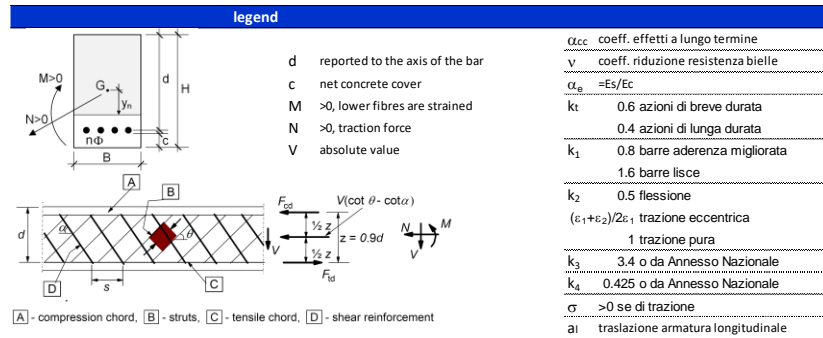 legend
M>0
G
yn
N>0
nΦ
d
H
c
B
d reported to the axis of the bar
c net concrete cover
M >0, lower fibres are strained
N >0, traction force
V absolute value
A
B
d
α
θ
D
s
C
V
Fcd
V(cot θ - cotα)
½ z
½ z
z = 0.9d
Ftd
N
M
V
A - compression chord, B - struts, C - tensile chord, D - shear reinforcement
αcc coeff. effetti a lungo termine
ν coeff. riduzione resistenza bielle
αe =Es/Ec
kt 0.6 azioni di breve durata
0.4 azioni di lunga durata
k1 0.8 barre aderenza migliorata
1.6 barre lisce
k2 0.5 flessione
(ε1+ε2)/2ε1 trazione eccentrica
1 trazione pura
k3 3.4 o da Annesso Nazionale
k4 0.425 o da Annesso Nazionale
σ >0 se di trazione
al traslazione armatura longitudinale